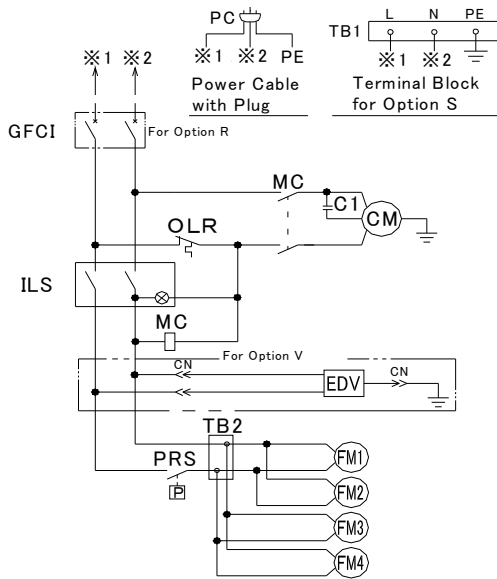 PC
※1 ※2 PE
Power Cable
with Plug
L N PE
TB1
※1 ※2
Terminal Block
for Option S
※1 ※2
GFCI
For Option R
MC
C1
CM
OLR
ILS
MC
For Option V
CN
EDV
CN
TB2
PRS
P
FM1
FM2
FM3
FM4